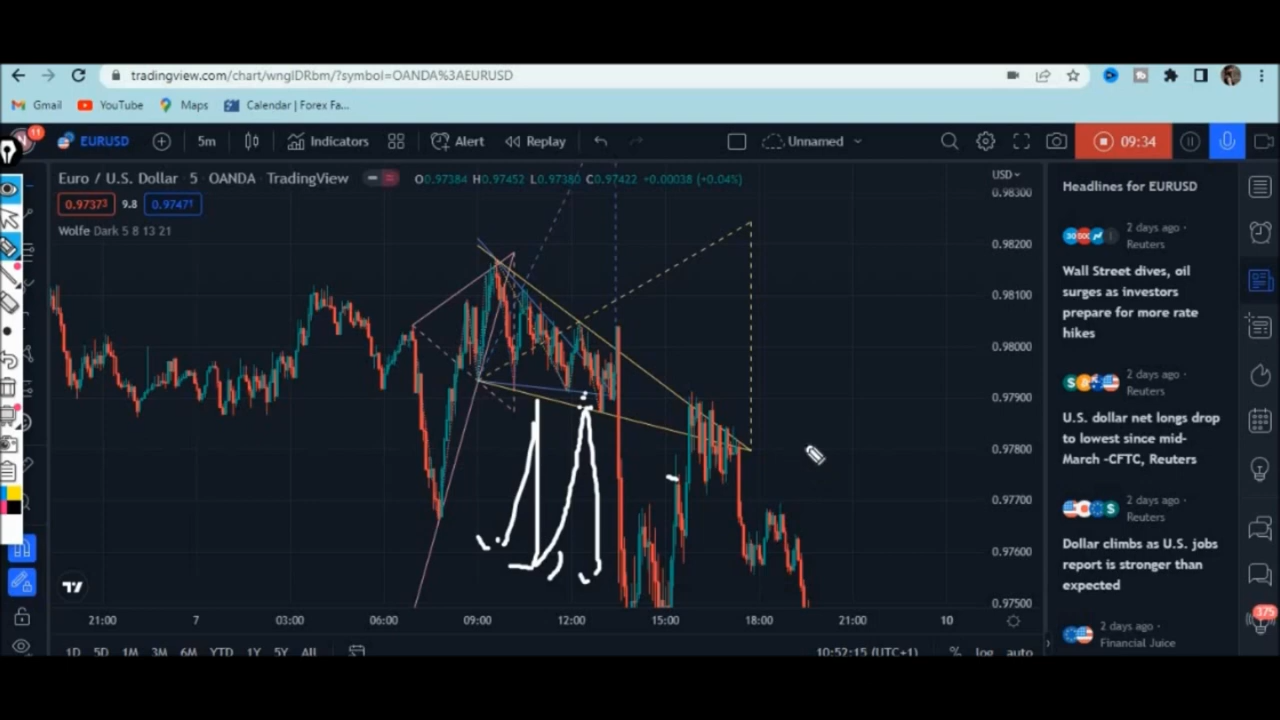 tradingview.com/chart/wngIDRbm/?symbol=OANDA%3AEURUSD
Gmail YouTube Maps Calendar | Forex Fa...
11 EURUSD 5m Indicators Alert Replay Unnamed 09:34
Euro / U.S. Dollar · 5 · OANDA · TradingView O0.97384 H0.97452 L0.97380 C0.97422 +0.00038 (+0.04%)
0.97373 9.8 0.97471
Wolfe Dark 5 8 13 21
USD
0.98300
0.98200
0.98100
0.98000
0.97900
0.97800
0.97700
0.97600
0.97500
21:00 7 03:00 06:00 09:00 12:00 15:00 18:00 21:00 10
1D 5D 1M 3M 6M YTD 1Y 5Y All 10:52:15 (UTC+1) % log auto
Headlines for EURUSD
2 days ago ·
Reuters
Wall Street dives, oil
surges as investors
prepare for more rate
hikes
2 days ago ·
Reuters
U.S. dollar net longs drop
to lowest since mid-
March -CFTC, Reuters
2 days ago ·
Reuters
Dollar climbs as U.S. jobs
report is stronger than
expected
2 days ago ·
Financial Juice
375